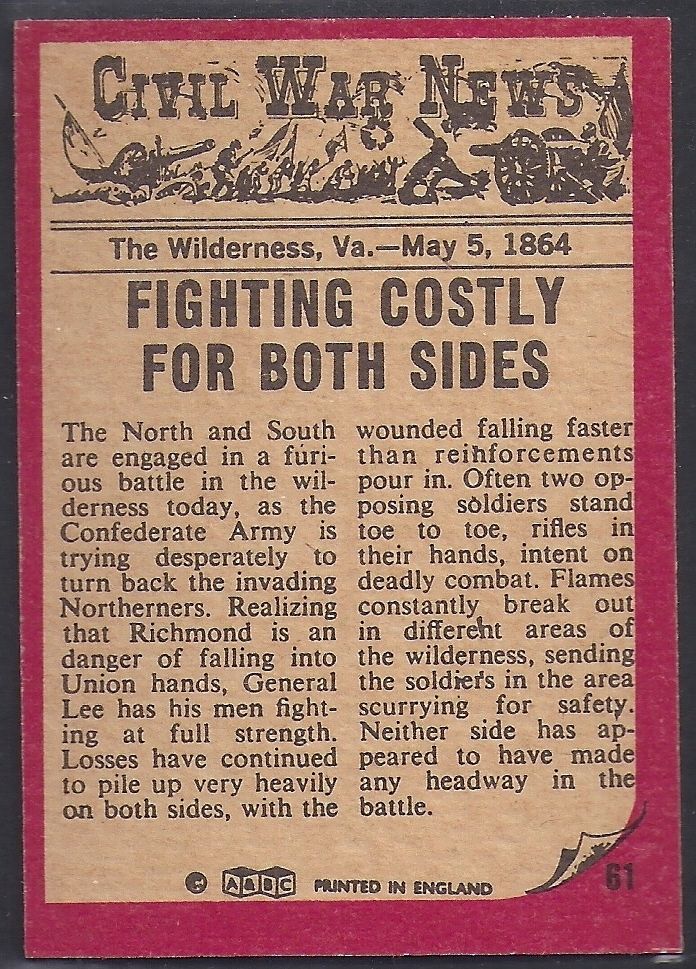 CIVIL WAR NEWS
The Wilderness, Va.—May 5, 1864
FIGHTING COSTLY
FOR BOTH SIDES
The North and South
are engaged in a furi-
ous battle in the wil-
derness today, as the
Confederate Army is
trying desperately to
turn back the invading
Northerners. Realizing
that Richmond is an
danger of falling into
Union hands, General
Lee has his men fight-
ing at full strength.
Losses have continued
to pile up very heavily
on both sides, with the
wounded falling faster
than reinforcements
pour in. Often two op-
posing soldiers stand
toe to toe, rifles in
their hands, intent on
deadly combat. Flames
constantly break out
in different areas of
the wilderness, sending
the soldiers in the area
scurrying for safety.
Neither side has ap-
peared to have made
any headway in the
battle.
© A&BC PRINTED IN ENGLAND
61